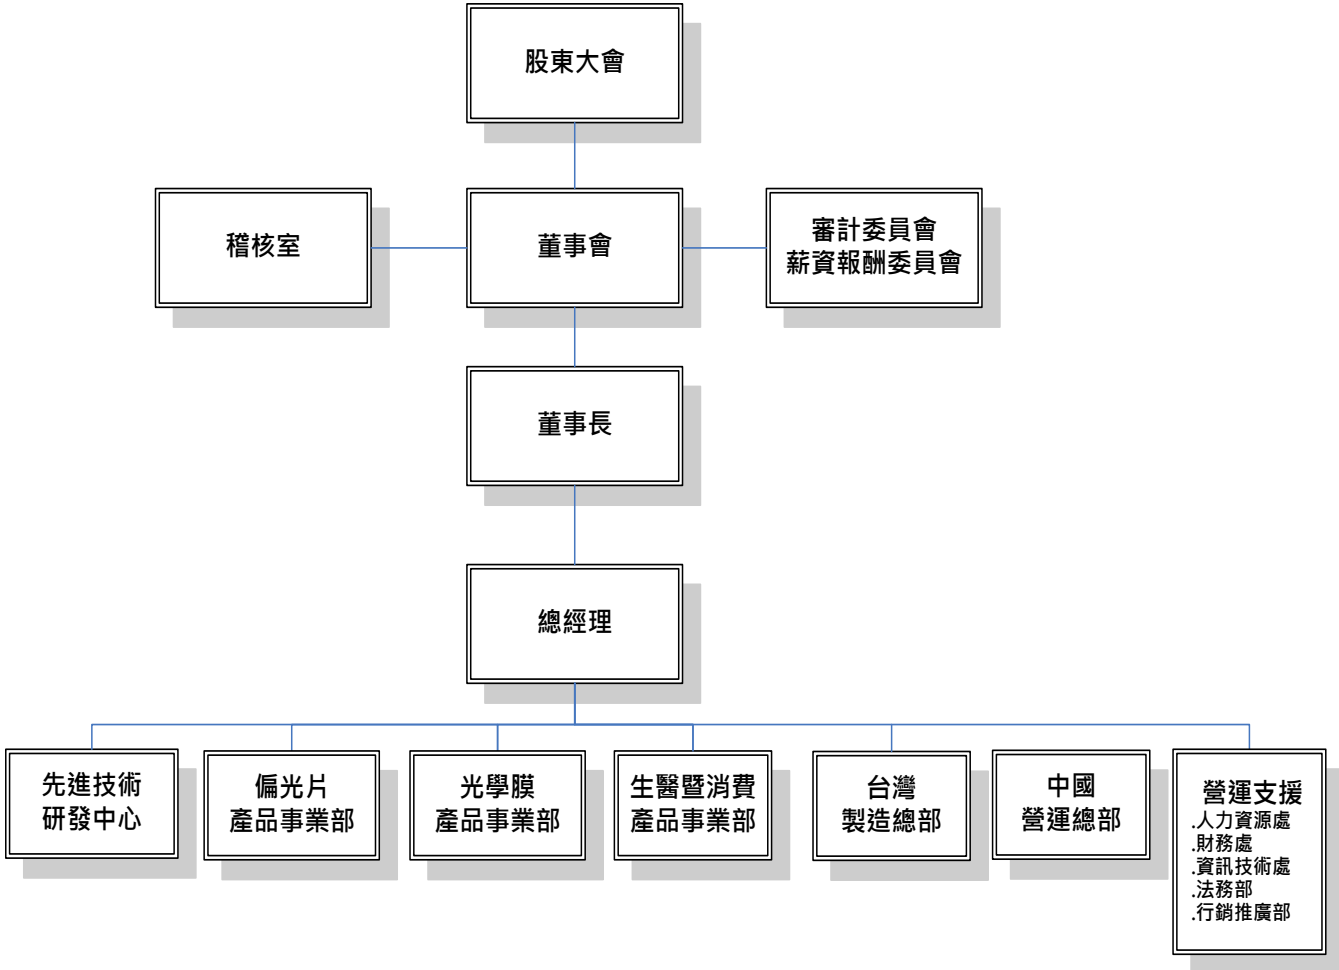 股東大會
稽核室
董事會
審計委員會
薪資報酬委員會
董事長
總經理
先進技術
研發中心
偏光片
產品事業部
光學膜
產品事業部
生醫暨消費
產品事業部
台灣
製造總部
中國
營運總部
營運支援
.人力資源處
.財務處
.資訊技術處
.法務部
.行銷推廣部